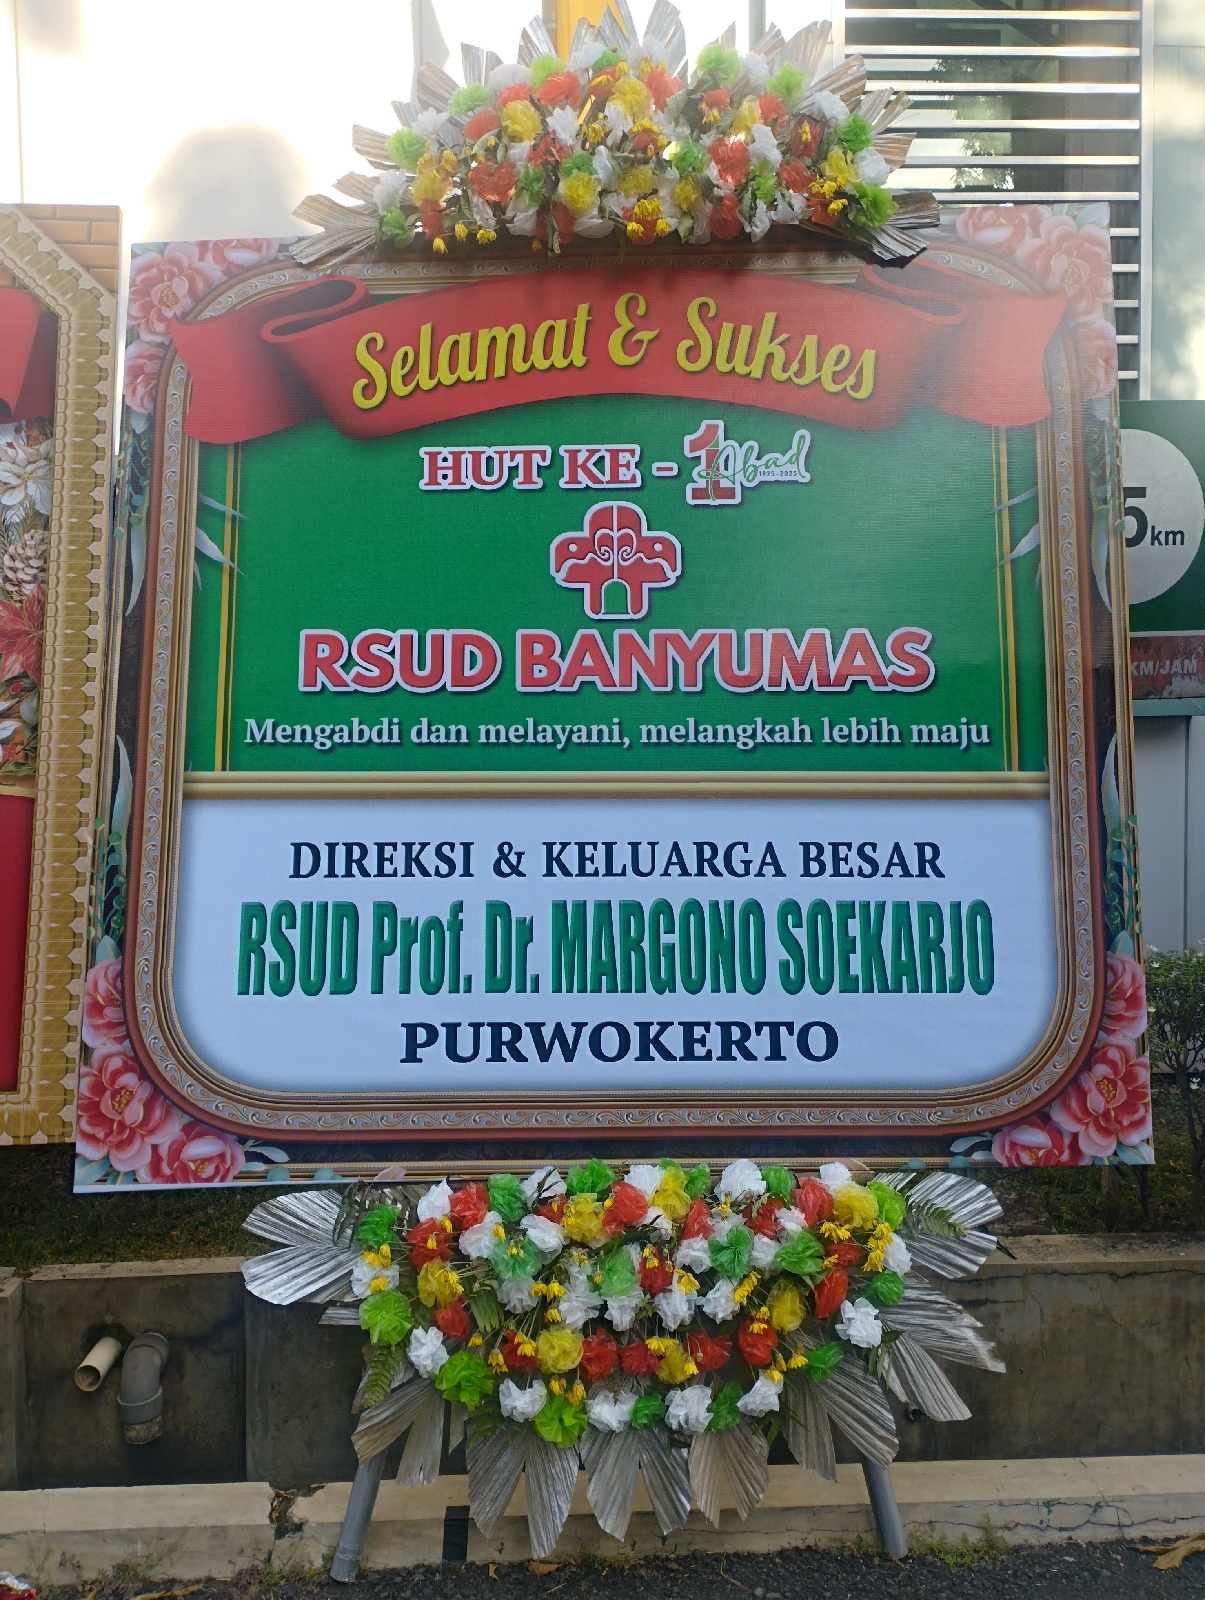 Selamat & Sukses
HUT KE - 1 Abad
1925-2025
RSUD BANYUMAS
Mengabdi dan melayani, melangkah lebih maju
DIREKSI & KELUARGA BESAR
RSUD Prof. Dr. MARGONO SOEKARJO
PURWOKERTO
5 km
KM/JAM